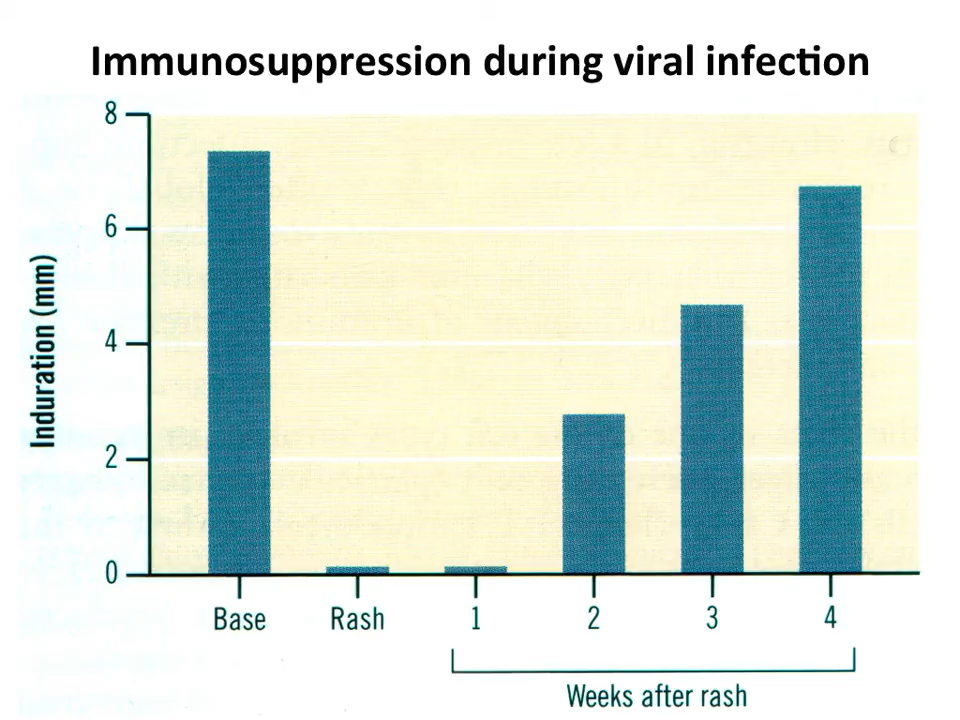 Immunosuppression during viral infection
8
6
4
2
0
Induration (mm)
Base Rash 1 2 3 4
Weeks after rash